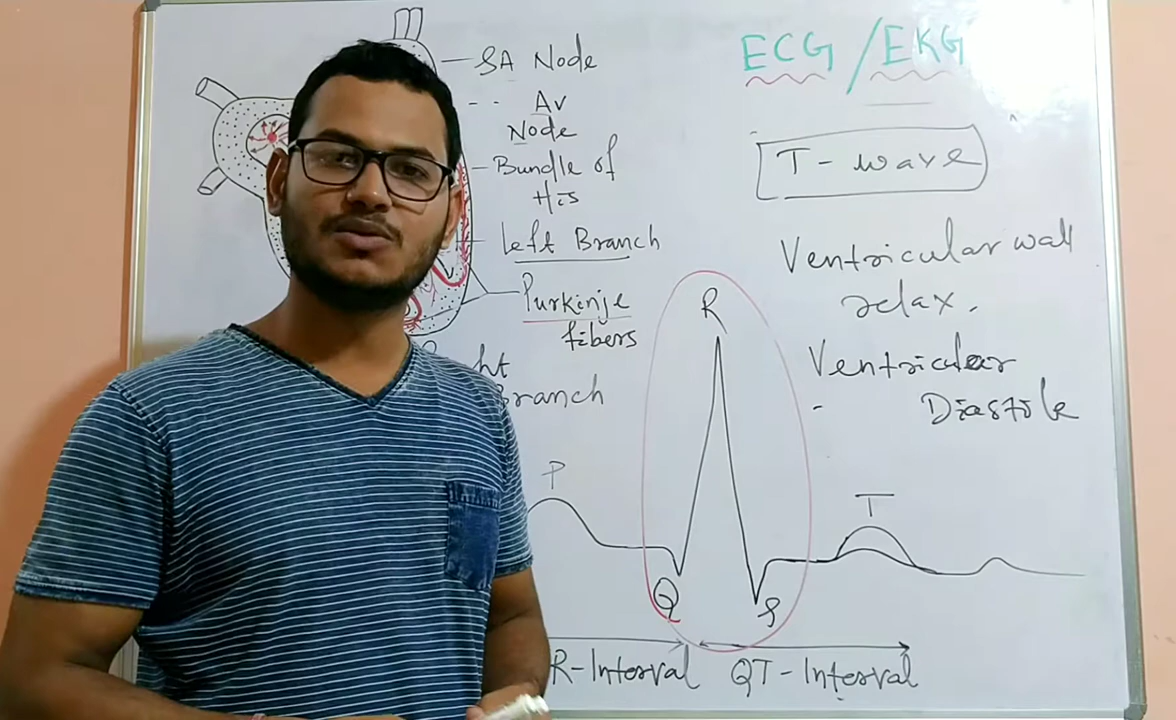 SA Node
Av
Node
Bundle of
His
Left Branch
Purkinje
fibers
ht
Branch
ECG / EKG
T - wave
Ventricular wall
relax.
Ventricular
Diastole
P
Q
R
S
T
R-Interval
QT-Interval